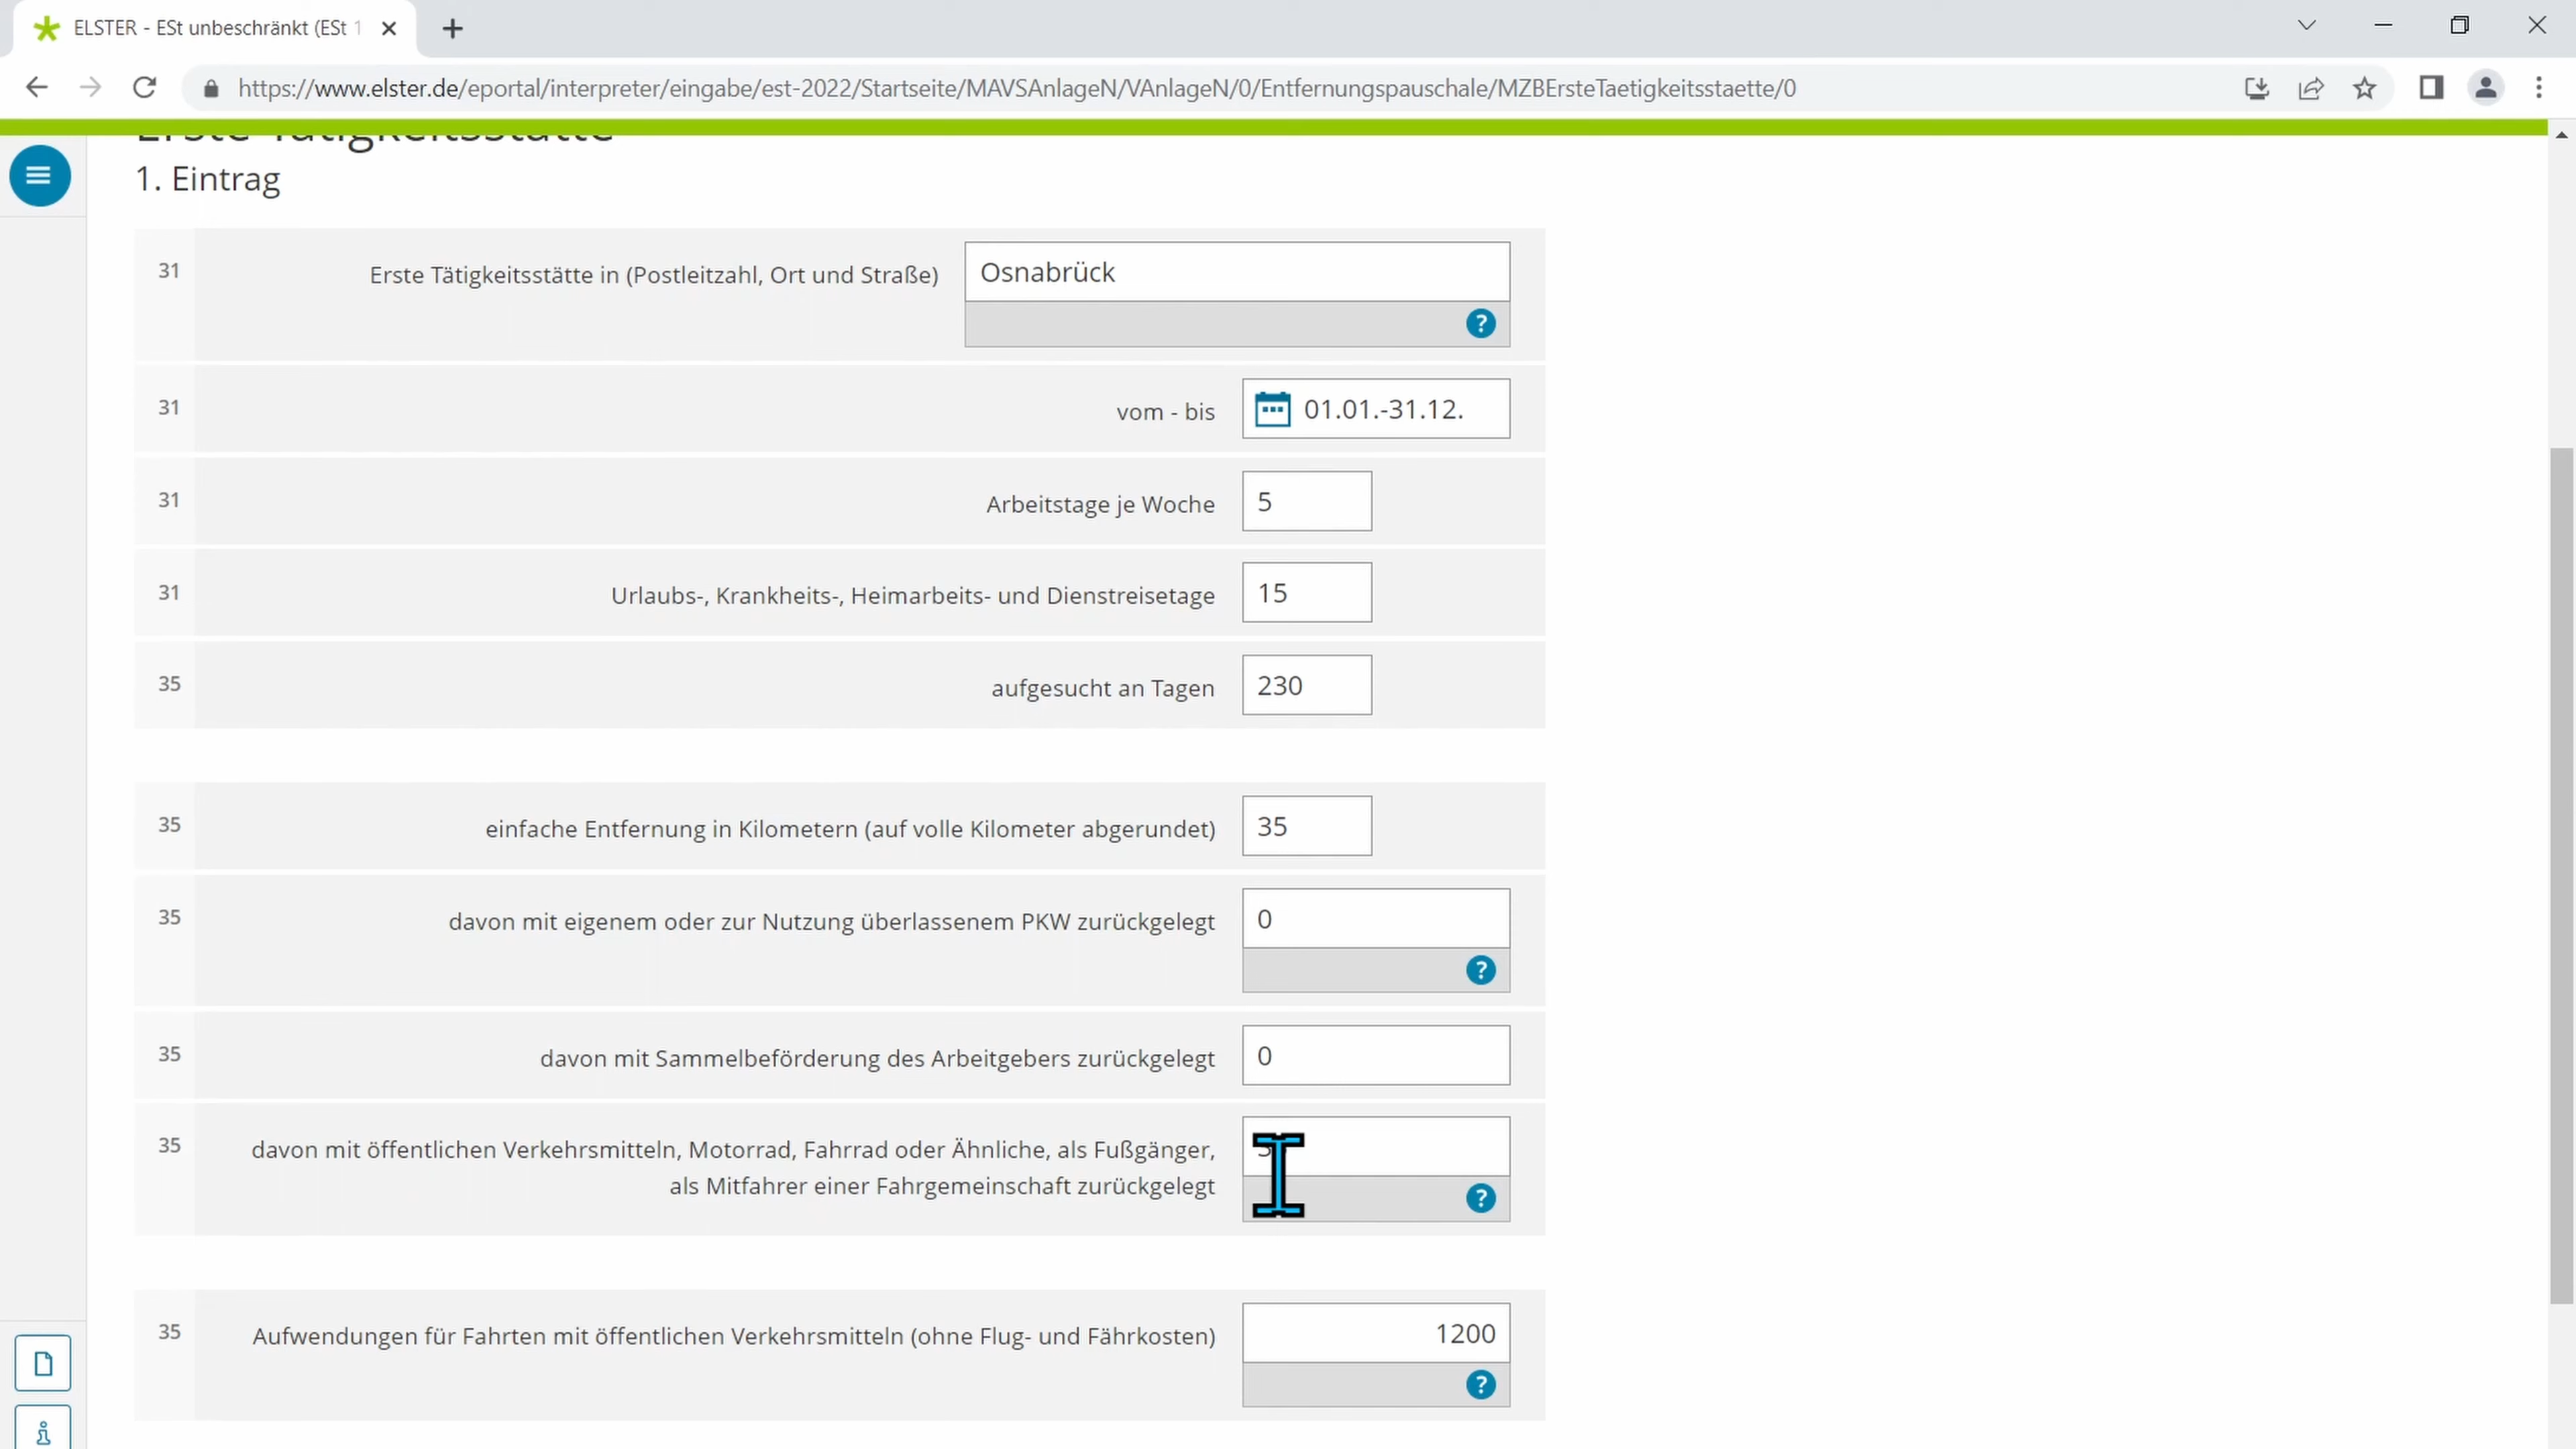 ELSTER - ESt unbeschränkt (ESt 1
https://www.elster.de/eportal/interpreter/eingabe/est-2022/Startseite/MAVSAnlageN/VAnlageN/0/Entfernungspauschale/MZBErsteTaetigkeitsstaette/0
Erste Tätigkeitsstätte
1. Eintrag
31 Erste Tätigkeitsstätte in (Postleitzahl, Ort und Straße) Osnabrück
?
31 vom - bis 01.01.-31.12.
31 Arbeitstage je Woche 5
31 Urlaubs-, Krankheits-, Heimarbeits- und Dienstreisetage 15
35 aufgesucht an Tagen 230
35 einfache Entfernung in Kilometern (auf volle Kilometer abgerundet) 35
35 davon mit eigenem oder zur Nutzung überlassenem PKW zurückgelegt 0
?
35 davon mit Sammelbeförderung des Arbeitgebers zurückgelegt 0
35 davon mit öffentlichen Verkehrsmitteln, Motorrad, Fahrrad oder Ähnliche, als Fußgänger,
als Mitfahrer einer Fahrgemeinschaft zurückgelegt
?
35 Aufwendungen für Fahrten mit öffentlichen Verkehrsmitteln (ohne Flug- und Fährkosten) 1200
?
i